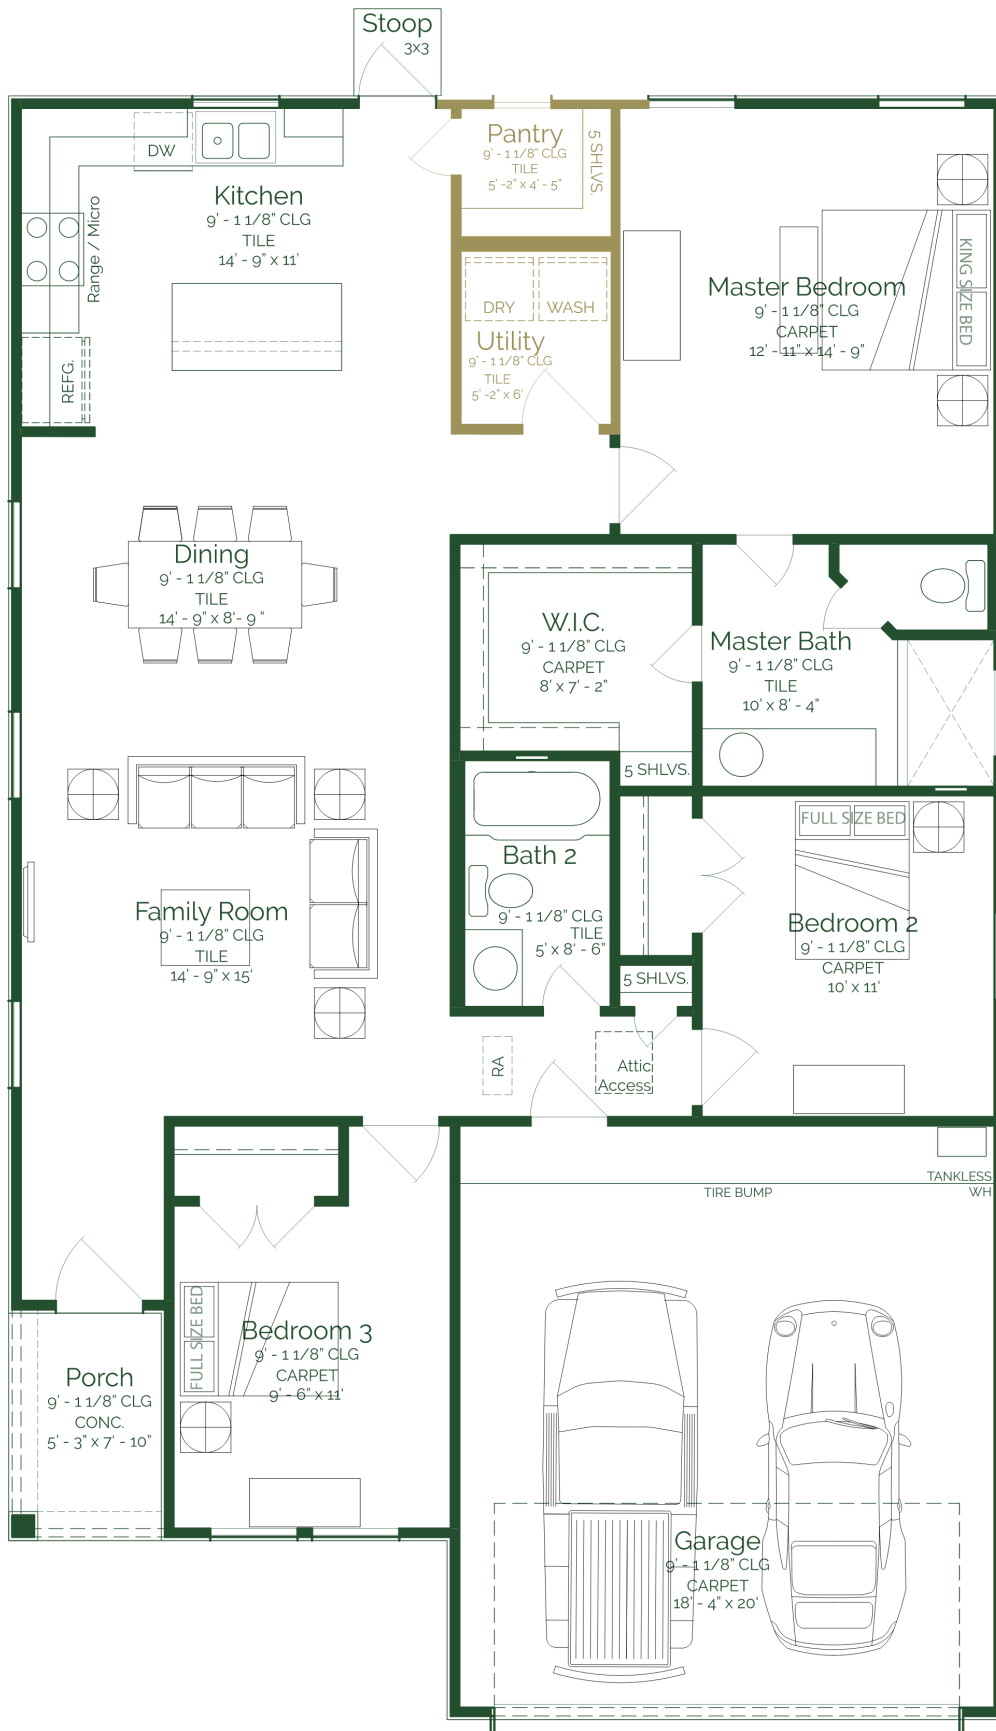 Stoop
3x3
Pantry
9' - 1 1/8" CLG
TILE
5' -2" x 4' - 5"
5 SHLVS.
DW
Kitchen
9' - 1 1/8" CLG
TILE
14' - 9" x 11'
Range / Micro
REFG.
DRY
WASH
Utility
9' - 1 1/8" CLG
TILE
5' -2" x 6'
Master Bedroom
9' - 1 1/8" CLG
CARPET
12' - 11" x 14' - 9"
KING SIZE BED
Dining
9' - 1 1/8" CLG
TILE
14' - 9" x 8'- 9 "
W.I.C.
9' - 1 1/8" CLG
CARPET
8' x 7' - 2"
5 SHLVS.
Master Bath
9' - 1 1/8" CLG
TILE
10' x 8' - 4"
Family Room
9' - 1 1/8" CLG
TILE
14' - 9" x 15'
Bath 2
9' - 1 1/8" CLG
TILE
5' x 8' - 6"
FULL SIZE BED
Bedroom 2
9' - 1 1/8" CLG
CARPET
10' x 11'
5 SHLVS.
RA
Attic
Access
TANKLESS
WH
TIRE BUMP
FULL SIZE BED
Bedroom 3
9' - 1 1/8" CLG
CARPET
9' - 6" x 11'
Porch
9' - 1 1/8" CLG
CONC.
5' - 3" x 7' - 10"
Garage
9' - 1 1/8" CLG
CARPET
18' - 4" x 20'